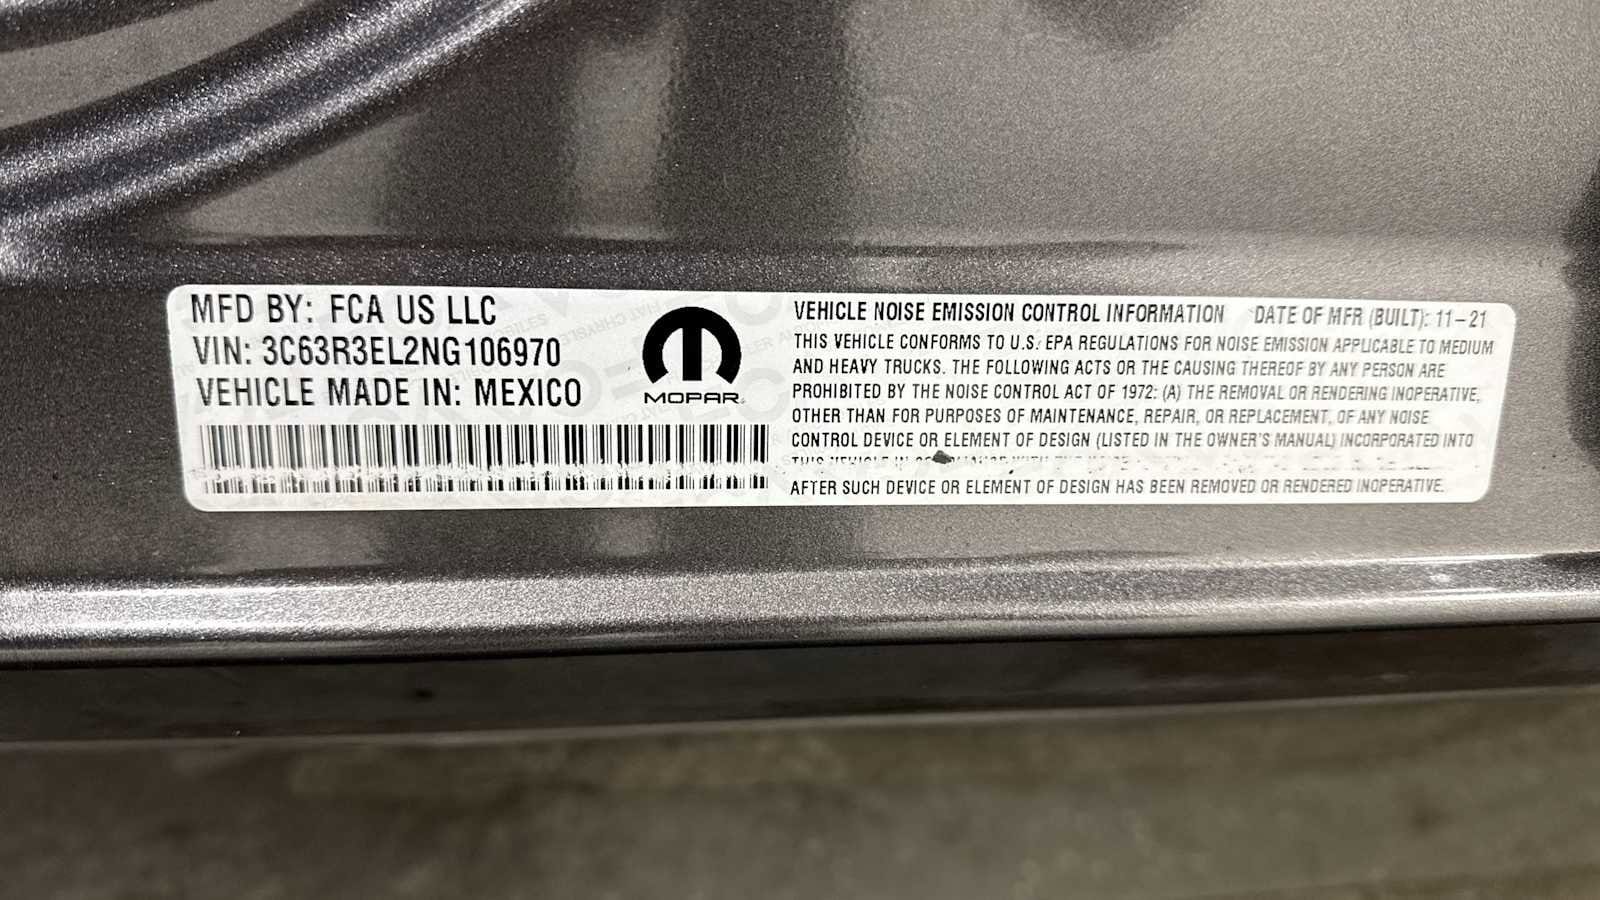 MFD BY: FCA US LLC
VIN: 3C63R3EL2NG106970
VEHICLE MADE IN: MEXICO
MOPAR
VEHICLE NOISE EMISSION CONTROL INFORMATION DATE OF MFR (BUILT): 11-21
THIS VEHICLE CONFORMS TO U.S. EPA REGULATIONS FOR NOISE EMISSION APPLICABLE TO MEDIUM
AND HEAVY TRUCKS. THE FOLLOWING ACTS OR THE CAUSING THEREOF BY ANY PERSON ARE
PROHIBITED BY THE NOISE CONTROL ACT OF 1972: (A) THE REMOVAL OR RENDERING INOPERATIVE,
OTHER THAN FOR PURPOSES OF MAINTENANCE, REPAIR, OR REPLACEMENT, OF ANY NOISE
CONTROL DEVICE OR ELEMENT OF DESIGN (LISTED IN THE OWNER'S MANUAL) INCORPORATED INTO
THIS VEHICLE IN
AFTER SUCH DEVICE OR ELEMENT OF DESIGN HAS BEEN REMOVED OR RENDERED INOPERATIVE.